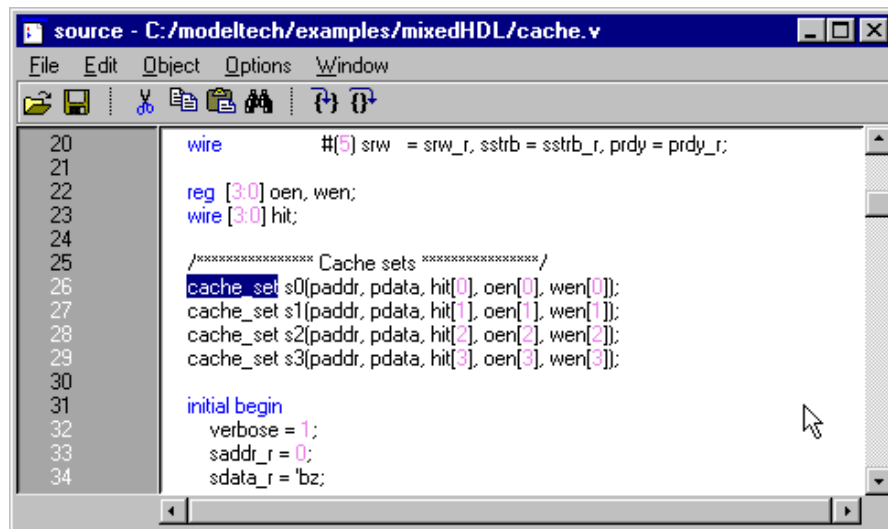 source - C:/modeltech/examples/mixedHDL/cache.v
File Edit Object Options Window
20 wire #(5) srw = srw_r, sstrb = sstrb_r, prdy = prdy_r;
21
22 reg [3:0] oen, wen;
23 wire [3:0] hit;
24
25 /**************** Cache sets ****************/
26 cache_set s0(paddr, pdata, hit[0], oen[0], wen[0]);
27 cache_set s1(paddr, pdata, hit[1], oen[1], wen[1]);
28 cache_set s2(paddr, pdata, hit[2], oen[2], wen[2]);
29 cache_set s3(paddr, pdata, hit[3], oen[3], wen[3]);
30
31 initial begin
32 verbose = 1;
33 saddr_r = 0;
34 sdata_r = 'bz;